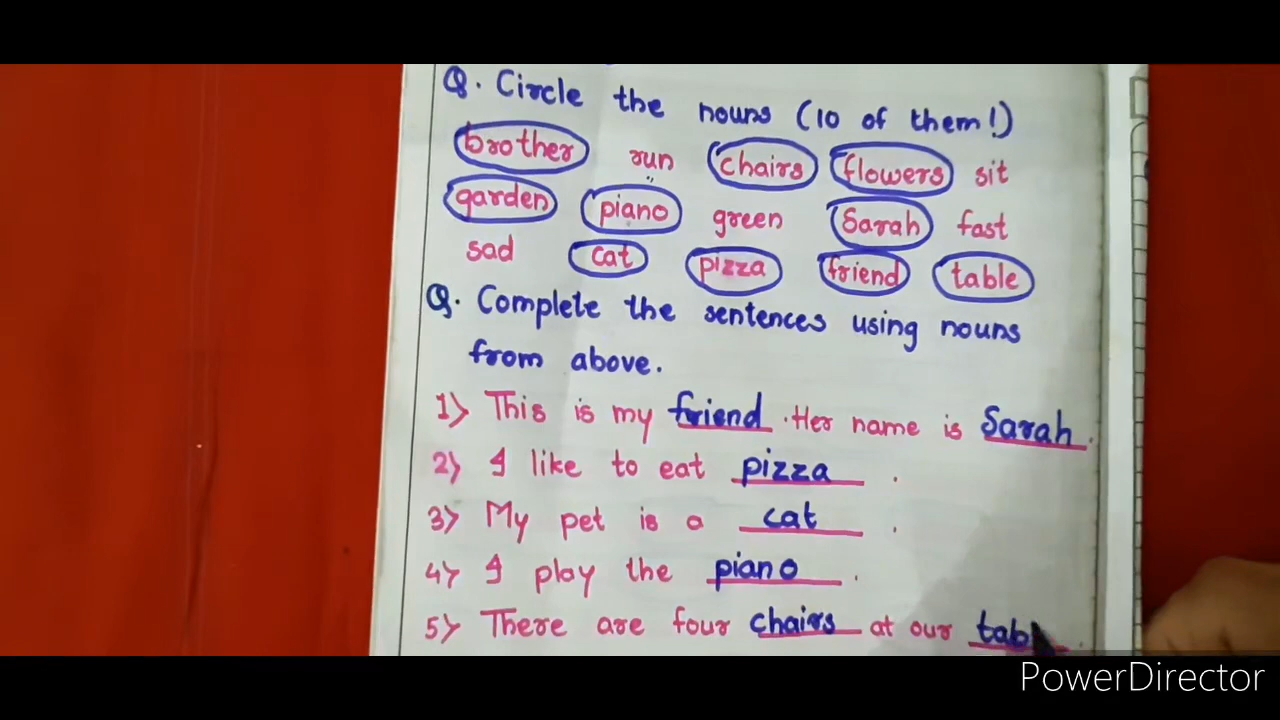 Q. Circle the nouns (10 of them!)
brother run chairs flowers sit
garden piano green Sarah fast
sad cat pizza friend table
Q. Complete the sentences using nouns
from above.
1) This is my friend. Her name is Sarah.
2) I like to eat pizza.
3) My pet is a cat.
4) I play the piano.
5) There are four chairs at our tabl
PowerDirector